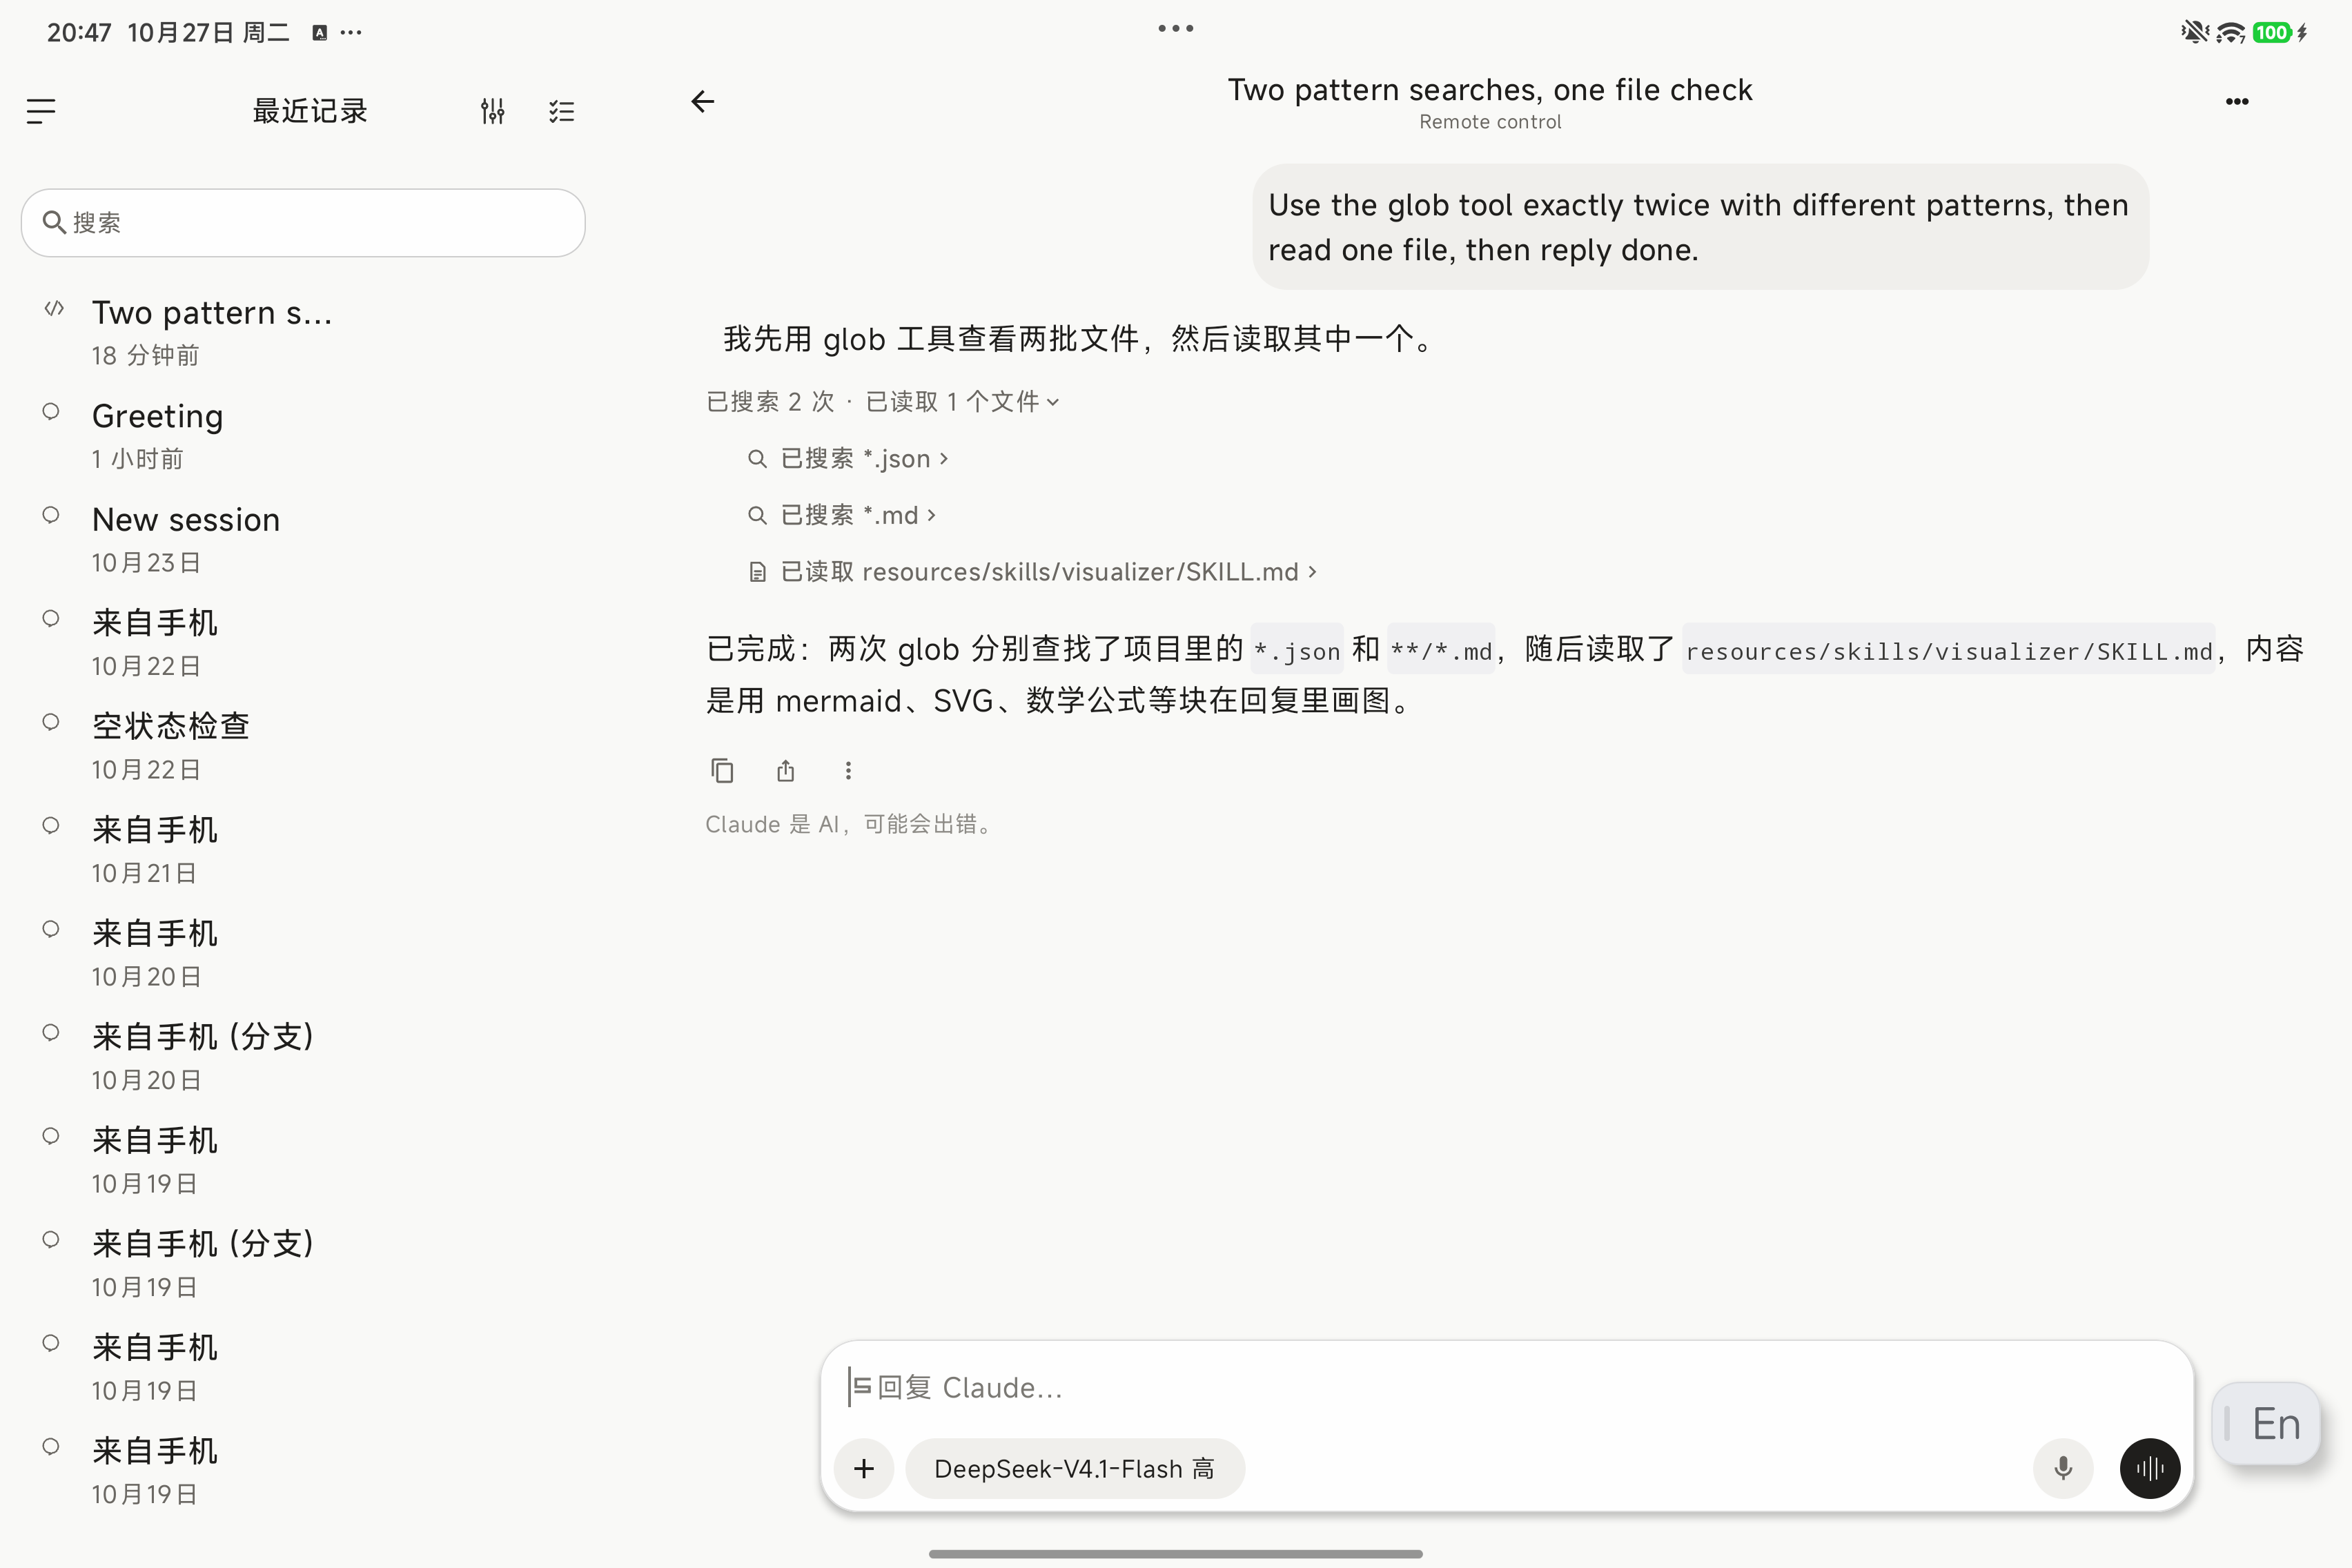 20:47 10月27日 周二 A ···
100
最近记录
搜索
Two pattern s...
18 分钟前
Greeting
1 小时前
New session
10月23日
来自手机
10月22日
空状态检查
10月22日
来自手机
10月21日
来自手机
10月20日
来自手机 (分支)
10月20日
来自手机
10月19日
来自手机 (分支)
10月19日
来自手机
10月19日
来自手机
10月19日
Two pattern searches, one file check
Remote control
Use the glob tool exactly twice with different patterns, then
read one file, then reply done.
我先用 glob 工具查看两批文件，然后读取其中一个。
已搜索 2 次 · 已读取 1 个文件
已搜索 *.json
已搜索 *.md
已读取 resources/skills/visualizer/SKILL.md
已完成：两次 glob 分别查找了项目里的 *.json 和 **/*.md，随后读取了 resources/skills/visualizer/SKILL.md，内容
是用 mermaid、SVG、数学公式等块在回复里画图。
Claude 是 AI，可能会出错。
回复 Claude...
DeepSeek-V4.1-Flash 高
En